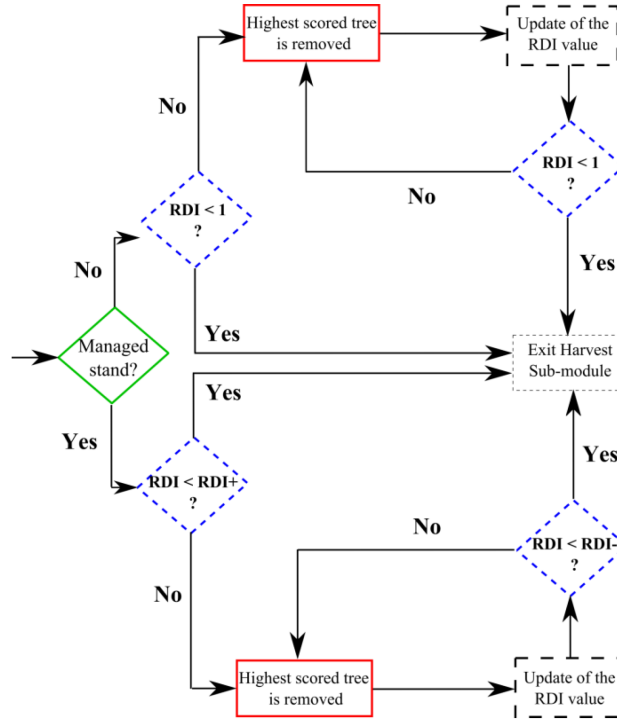 Highest scored tree
is removed
Update of the
RDI value
No
RDI < 1
?
RDI < 1
?
No
No
Yes
Yes
Managed
stand?
Exit Harvest
Sub-module
Yes
Yes
RDI < RDI+
?
Yes
No
RDI < RDI-
?
No
Highest scored tree
is removed
Update of the
RDI value